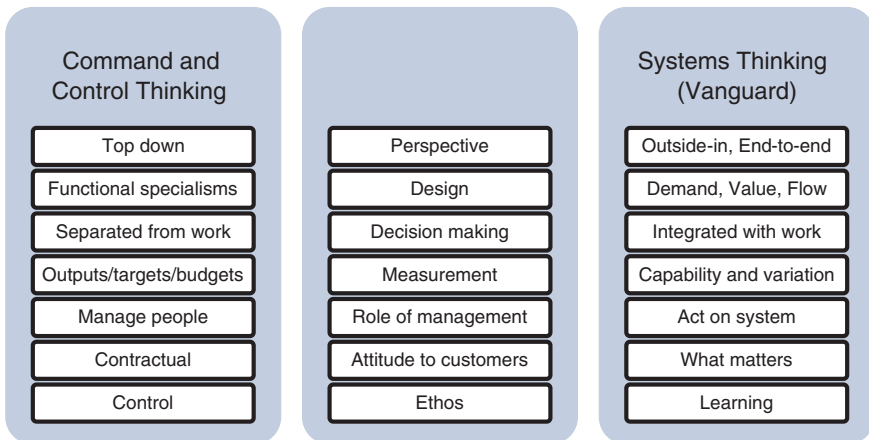 Command and
Control Thinking
Top down
Functional specialisms
Separated from work
Outputs/targets/budgets
Manage people
Contractual
Control
Perspective
Design
Decision making
Measurement
Role of management
Attitude to customers
Ethos
Systems Thinking
(Vanguard)
Outside-in, End-to-end
Demand, Value, Flow
Integrated with work
Capability and variation
Act on system
What matters
Learning